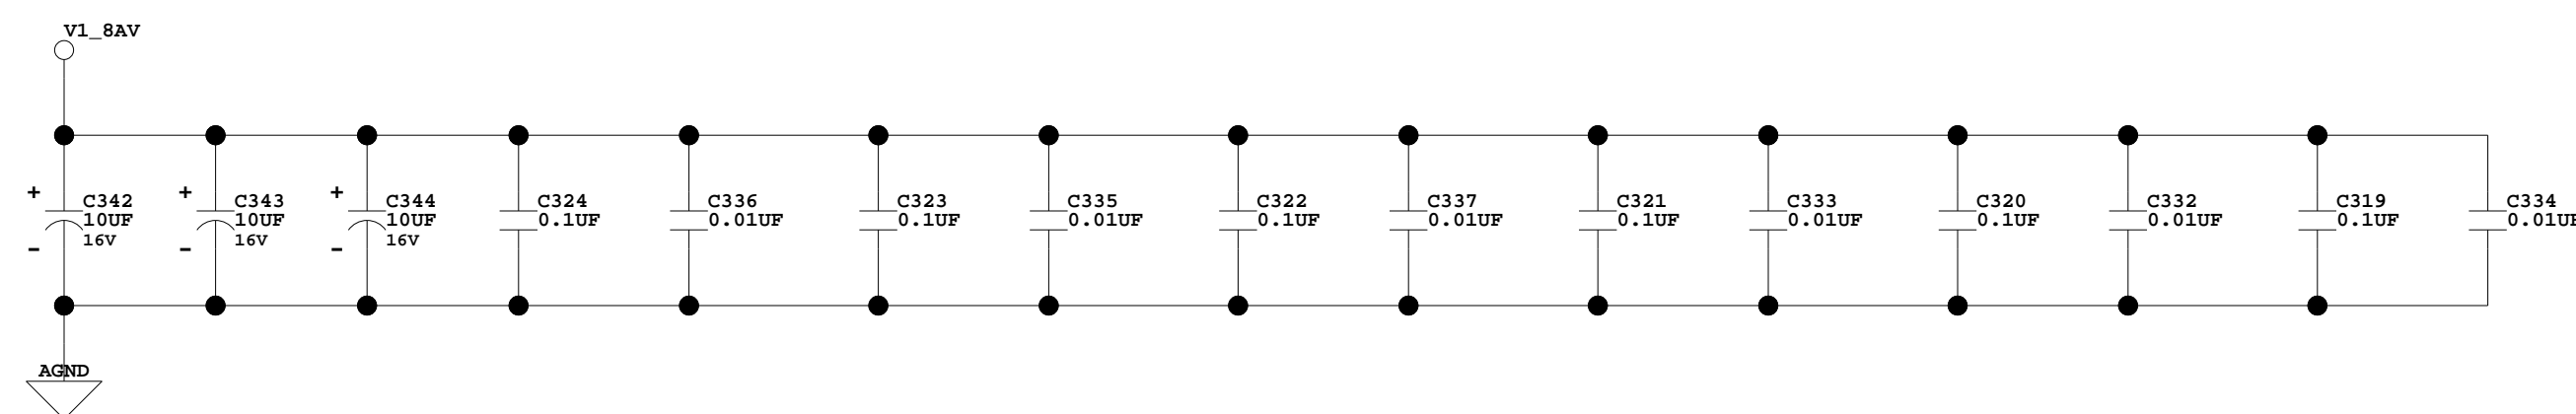 V1_8AV
+
C342
10UF
16V
-
+
C343
10UF
16V
-
+
C344
10UF
16V
-
C324
0.1UF
C336
0.01UF
C323
0.1UF
C335
0.01UF
C322
0.1UF
C337
0.01UF
C321
0.1UF
C333
0.01UF
C320
0.1UF
C332
0.01UF
C319
0.1UF
C334
0.01UF
AGND